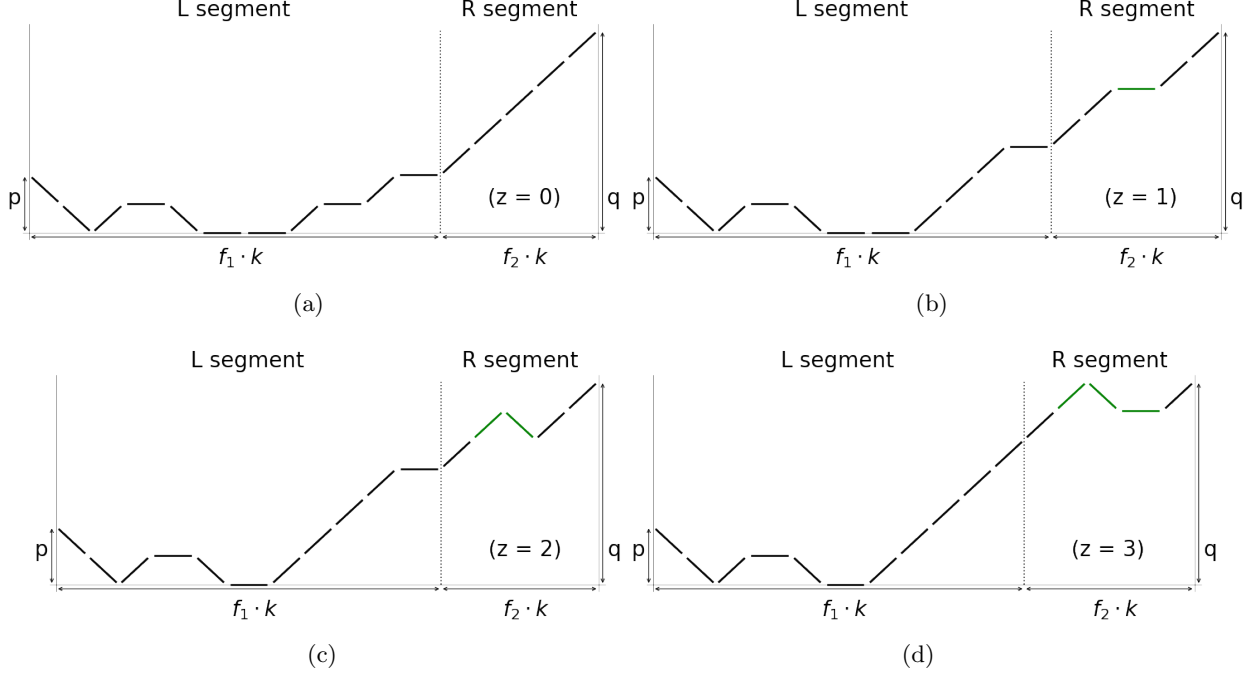 L segment R segment L segment R segment
p (z = 0) q p (z = 1) q
f₁ · k f₂ · k f₁ · k f₂ · k
(a) (b)
L segment R segment L segment R segment
p (z = 2) q p (z = 3) q
f₁ · k f₂ · k f₁ · k f₂ · k
(c) (d)